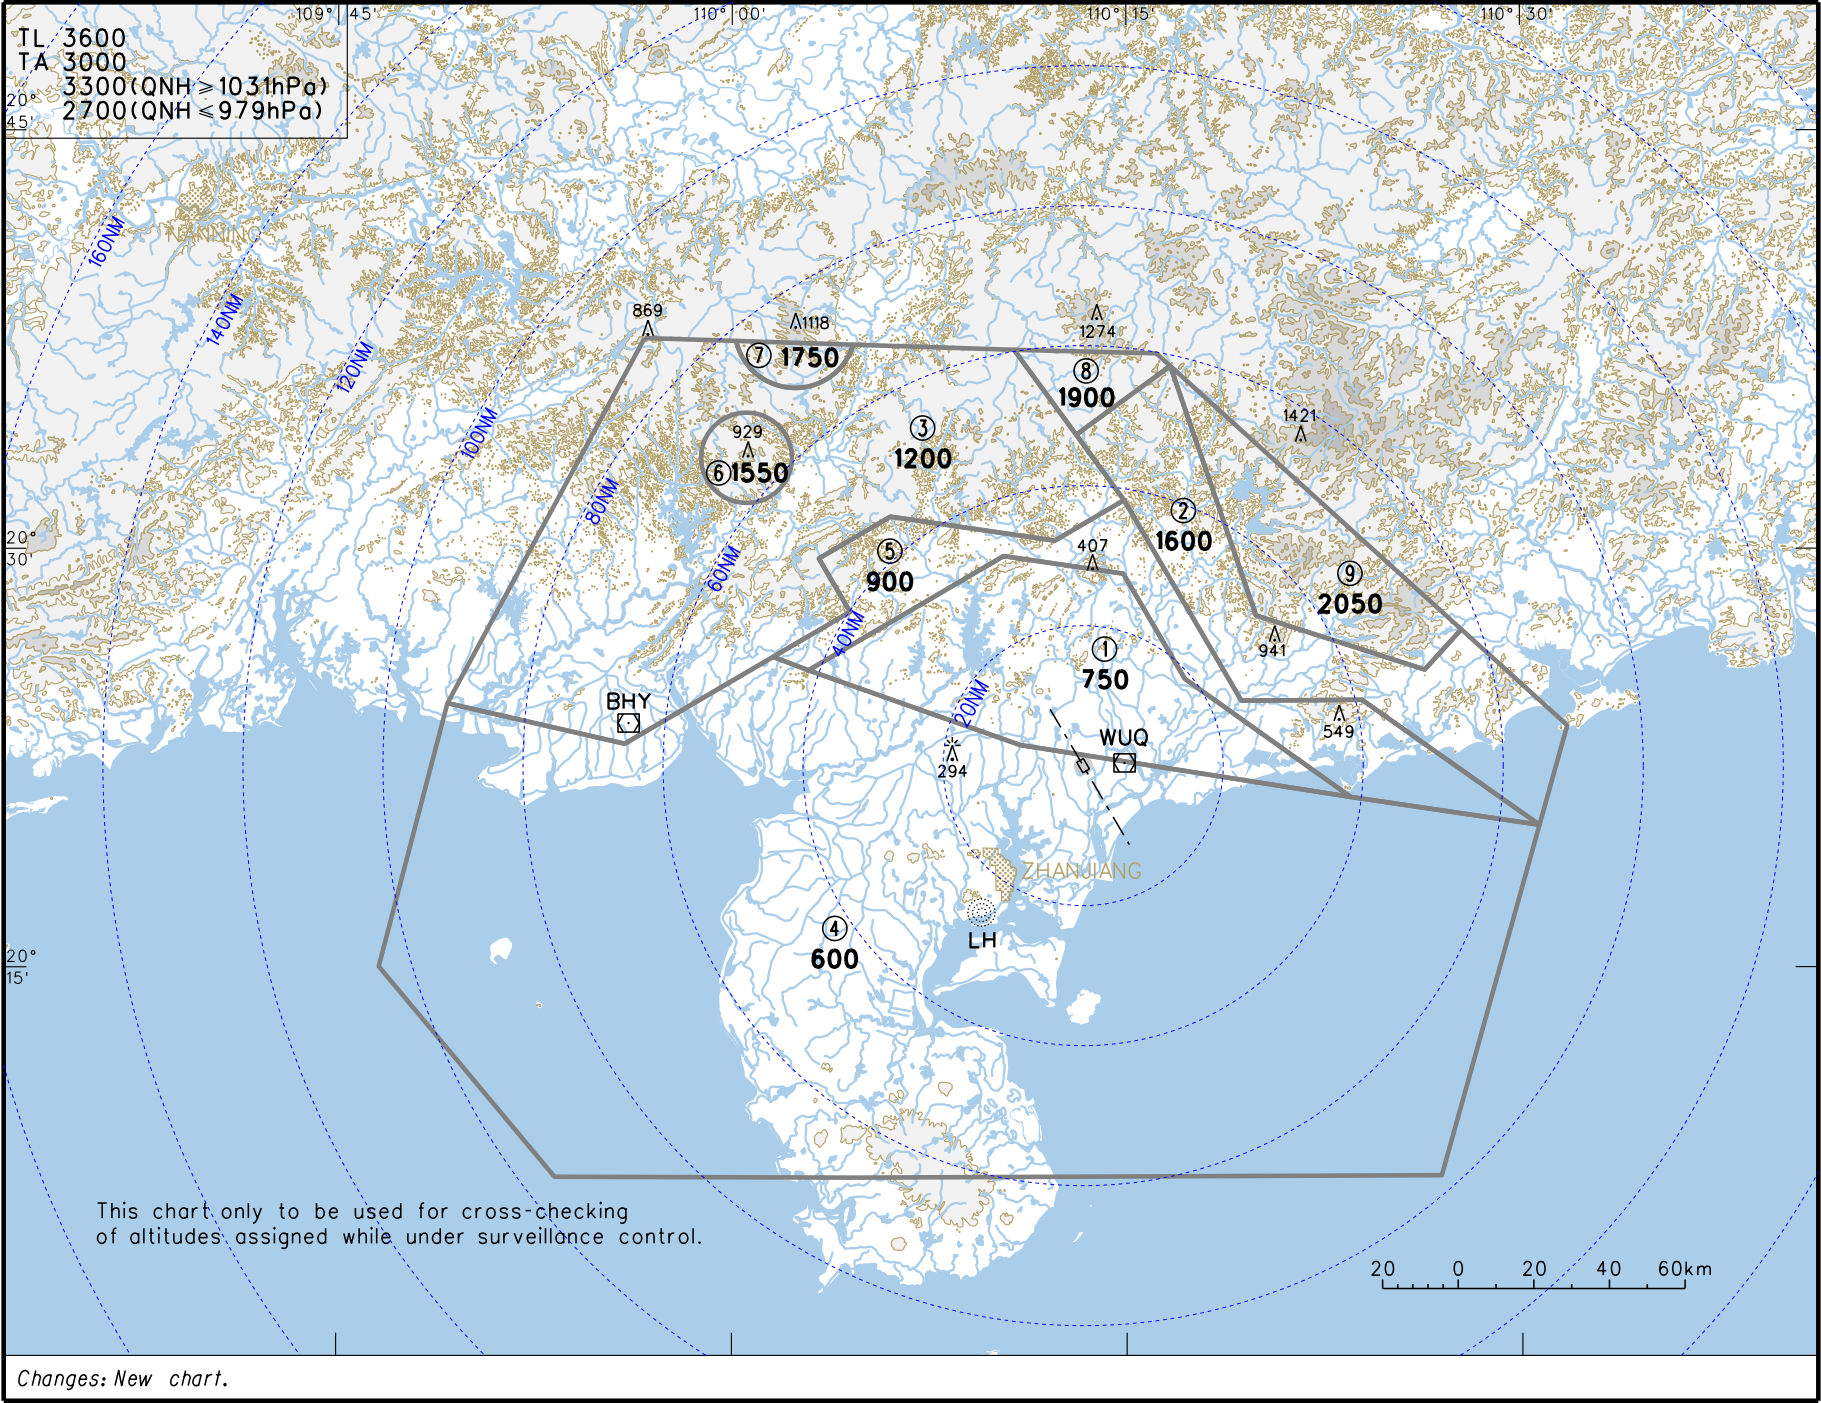 109° 45'
110° 00'
110° 15'
110° 30'
TL 3600
TA 3000
3300(QNH ≥ 1031hPa)
2700(QNH ≤ 979hPa)
20°
45'
NANNING
160NM
140NM
120NM
100NM
80NM
60NM
40NM
20NM
869
1118
⑦ 1750
1274
⑧
1900
929
⑥ 1550
③
1200
1421
②
1600
20°
30'
⑤
900
407
⑨
2050
941
①
750
BHY
549
WUQ
294
ZHANJIANG
LH
④
600
20°
15'
This chart only to be used for cross-checking
of altitudes assigned while under surveillance control.
20 0 20 40 60km
Changes: New chart.